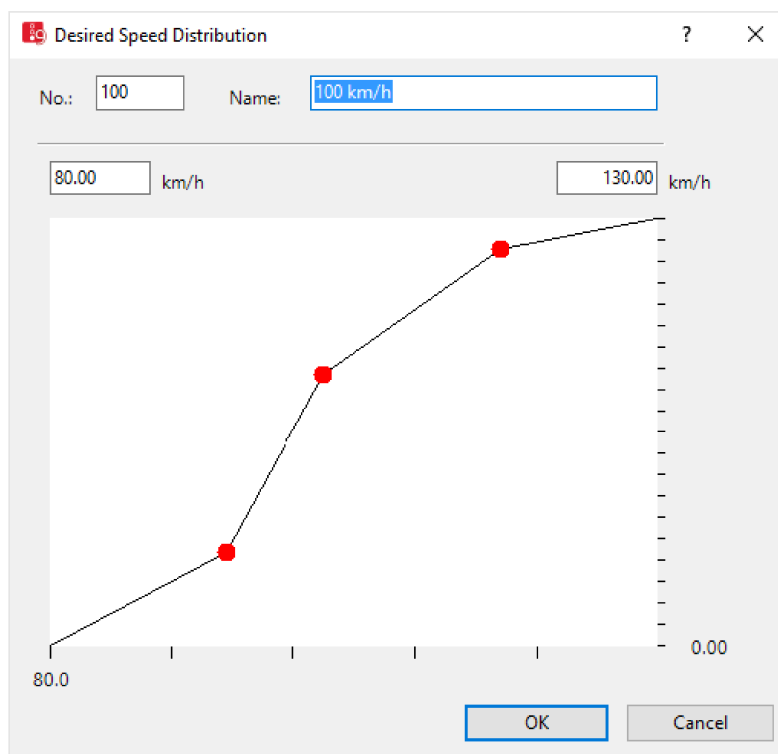 Desired Speed Distribution ?
No.: 100 Name: 100 km/h
80.00 km/h 130.00 km/h
0.00
80.0
OK Cancel